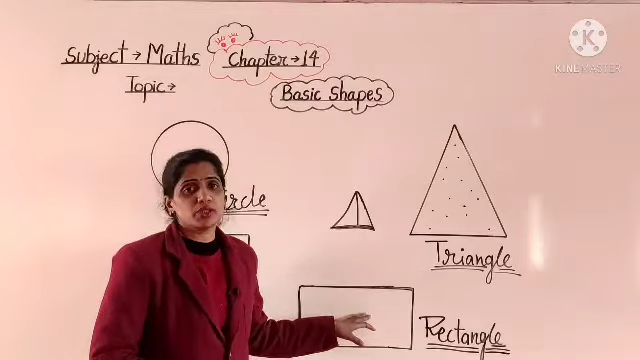 Subject → Maths
Chapter → 14
Topic →
Basic Shapes
Triangle
Rectangle
KINEMASTER